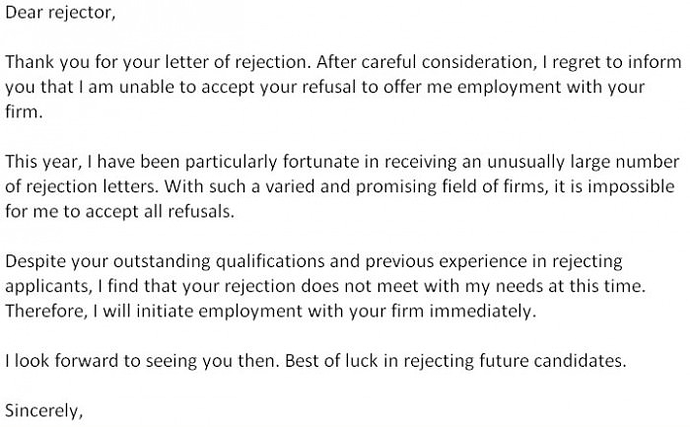 Dear rejector,
Thank you for your letter of rejection. After careful consideration, I regret to inform
you that I am unable to accept your refusal to offer me employment with your
firm.
This year, I have been particularly fortunate in receiving an unusually large number
of rejection letters. With such a varied and promising field of firms, it is impossible
for me to accept all refusals.
Despite your outstanding qualifications and previous experience in rejecting
applicants, I find that your rejection does not meet with my needs at this time.
Therefore, I will initiate employment with your firm immediately.
I look forward to seeing you then. Best of luck in rejecting future candidates.
Sincerely,